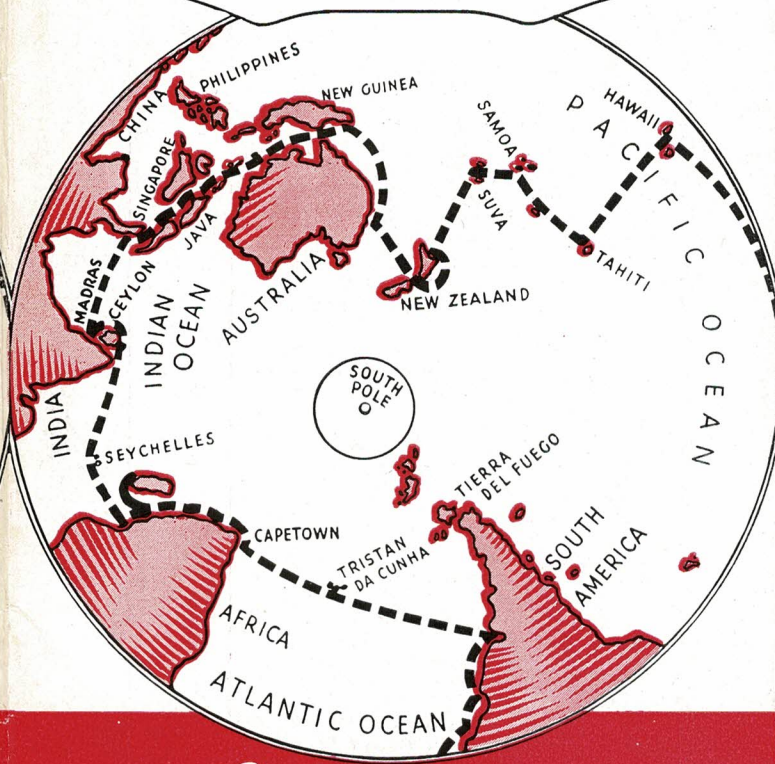 CHINA
PHILIPPINES
NEW GUINEA
SAMOA
HAWAII
PACIFIC OCEAN
SINGAPORE
JAVA
SUVA
TAHITI
MADRAS
CEYLON
INDIAN
OCEAN
AUSTRALIA
NEW ZEALAND
SOUTH
POLE
INDIA
SEYCHELLES
TIERRA
DEL FUEGO
CAPETOWN
TRISTAN
DA CUNHA
SOUTH
AMERICA
AFRICA
ATLANTIC OCEAN